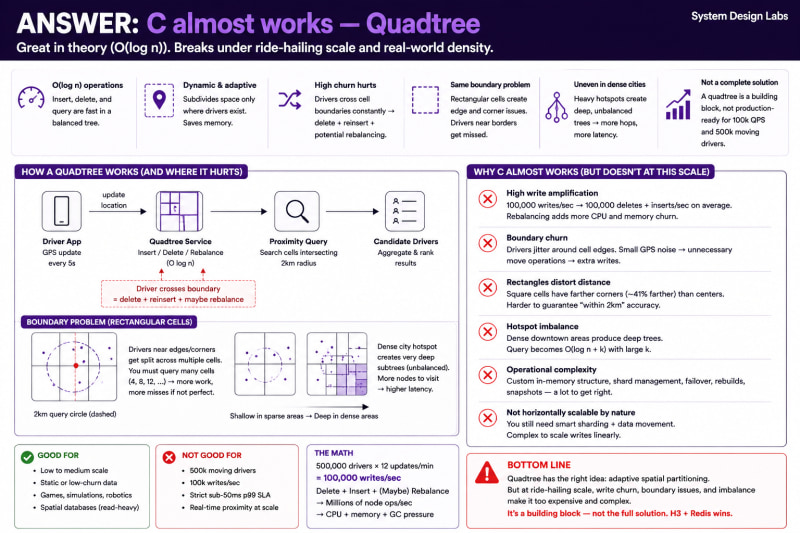 ANSWER: C almost works — Quadtree
System Design Labs
Great in theory (O(log n)). Breaks under ride-hailing scale and real-world density.
O(log n) operations
Insert, delete, and
query are fast in a
balanced tree.
Dynamic & adaptive
Subdivides space only
where drivers exist.
Saves memory.
High churn hurts
Drivers cross cell
boundaries constantly →
delete + reinsert +
potential rebalancing.
Same boundary problem
Rectangular cells create
edge and corner issues.
Drivers near borders
get missed.
Uneven in dense cities
Heavy hotspots create
deep, unbalanced
trees → more hops,
more latency.
Not a complete solution
A quadtree is a building
block, not production-
ready for 100k QPS
and 500k moving
drivers.
HOW A QUADTREE WORKS (AND WHERE IT HURTS)
update
location
Driver App
GPS update
every 5s
Quadtree Service
Insert / Delete / Rebalance
(O log n)
Proximity Query
Search cells intersecting
2km radius
Candidate Drivers
Aggregate & rank
results
Driver crosses boundary
= delete + reinsert + maybe rebalance
BOUNDARY PROBLEM (RECTANGULAR CELLS)
Drivers near edges/corners
get split across multiple cells.
You must query many cells
(4, 8, 12, ...) → more work,
more misses if not perfect.
2km query circle (dashed)
Dense city hotspot
creates very deep
subtrees (unbalanced).
More nodes to visit
→ higher latency.
Shallow in sparse areas → Deep in dense areas
WHY C ALMOST WORKS (BUT DOESN'T AT THIS SCALE)
High write amplification
100,000 writes/sec → 100,000 deletes + inserts/sec on average.
Rebalancing adds more CPU and memory churn.
Boundary churn
Drivers jitter around cell edges. Small GPS noise → unnecessary
move operations → extra writes.
Rectangles distort distance
Square cells have farther corners (~41% farther) than centers.
Harder to guarantee "within 2km" accuracy.
Hotspot imbalance
Dense downtown areas produce deep trees.
Query becomes O(log n + k) with large k.
Operational complexity
Custom in-memory structure, shard management, failover, rebuilds,
snapshots — a lot to get right.
Not horizontally scalable by nature
You still need smart sharding + data movement.
Complex to scale writes linearly.
GOOD FOR
• Low to medium scale
• Static or low-churn data
• Games, simulations, robotics
• Spatial databases (read-heavy)
NOT GOOD FOR
• 500k moving drivers
• 100k writes/sec
• Strict sub-50ms p99 SLA
• Real-time proximity at scale
THE MATH
500,000 drivers × 12 updates/min
= 100,000 writes/sec
Delete + Insert + (Maybe) Rebalance
→ Millions of node ops/sec
→ CPU + memory + GC pressure
BOTTOM LINE
Quadtree has the right idea: adaptive spatial partitioning.
But at ride-hailing scale, write churn, boundary issues, and imbalance
make it too expensive and complex.
It's a building block — not the full solution. H3 + Redis wins.